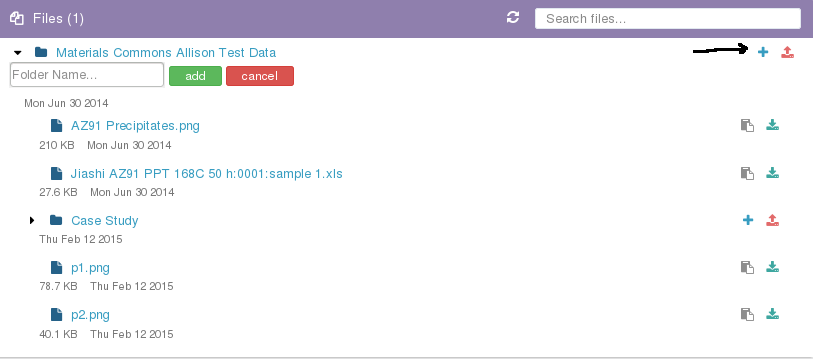 Files (1) Search files...
Materials Commons Allison Test Data
Folder Name... add cancel
Mon Jun 30 2014
AZ91 Precipitates.png
210 KB Mon Jun 30 2014
Jiashi AZ91 PPT 168C 50 h:0001:sample 1.xls
27.6 KB Mon Jun 30 2014
Case Study
Thu Feb 12 2015
p1.png
78.7 KB Thu Feb 12 2015
p2.png
40.1 KB Thu Feb 12 2015